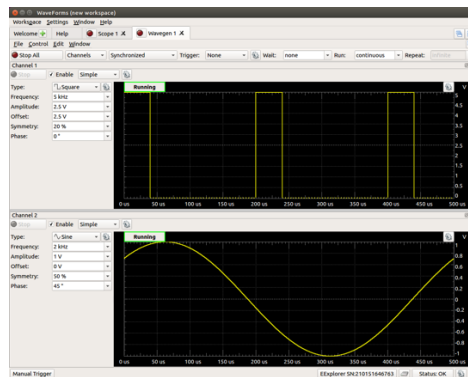 WaveForms (new workspace)
Workspace Settings Window Help
Welcome Help Scope 1 Wavegen 1
File Control Edit Window
Stop All Channels Synchronized Trigger: None Wait: none Run: continuous Repeat:
Channel 1
Stop Enable Simple
Type: Square
Frequency: 5 kHz
Amplitude: 2.5 V
Offset: 2.5 V
Symmetry: 20 %
Phase: 0°
Running
V
5
4.5
4
3.5
3
2.5
2
1.5
1
0.5
0
0 us 50 us 100 us 150 us 200 us 250 us 300 us 350 us 400 us 450 us 500 us
Channel 2
Stop Enable Simple
Type: Sine
Frequency: 2 kHz
Amplitude: 1 V
Offset: 0 V
Symmetry: 50 %
Phase: 45°
Running
V
0.8
0.6
0.4
0.2
0
-0.2
-0.4
-0.6
-0.8
-1
0 us 50 us 100 us 150 us 200 us 250 us 300 us 350 us 400 us 450 us 500 us
Manual Trigger EExplorer SN:210151646763 Status: OK